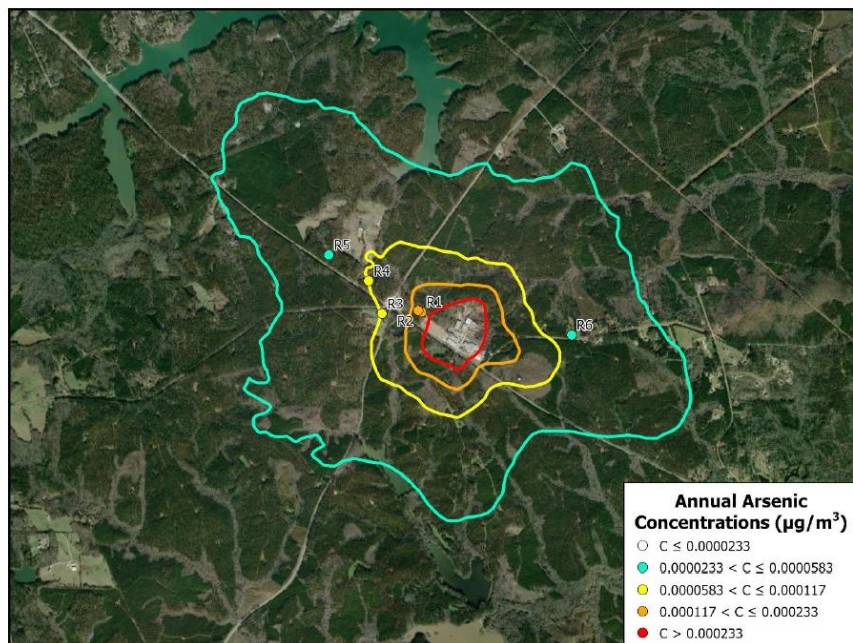 R5
R4
R3
R1
R2
R6
Annual Arsenic
Concentrations (µg/m³)
C ≤ 0.0000233
0.0000233 < C ≤ 0.0000583
0.0000583 < C ≤ 0.000117
0.000117 < C ≤ 0.000233
C > 0.000233